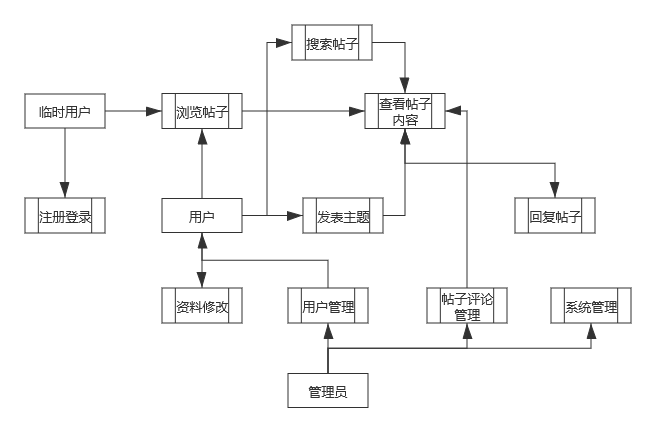 搜索帖子
临时用户
浏览帖子
查看帖子
内容
注册登录
用户
发表主题
回复帖子
资料修改
用户管理
帖子评论
管理
系统管理
管理员